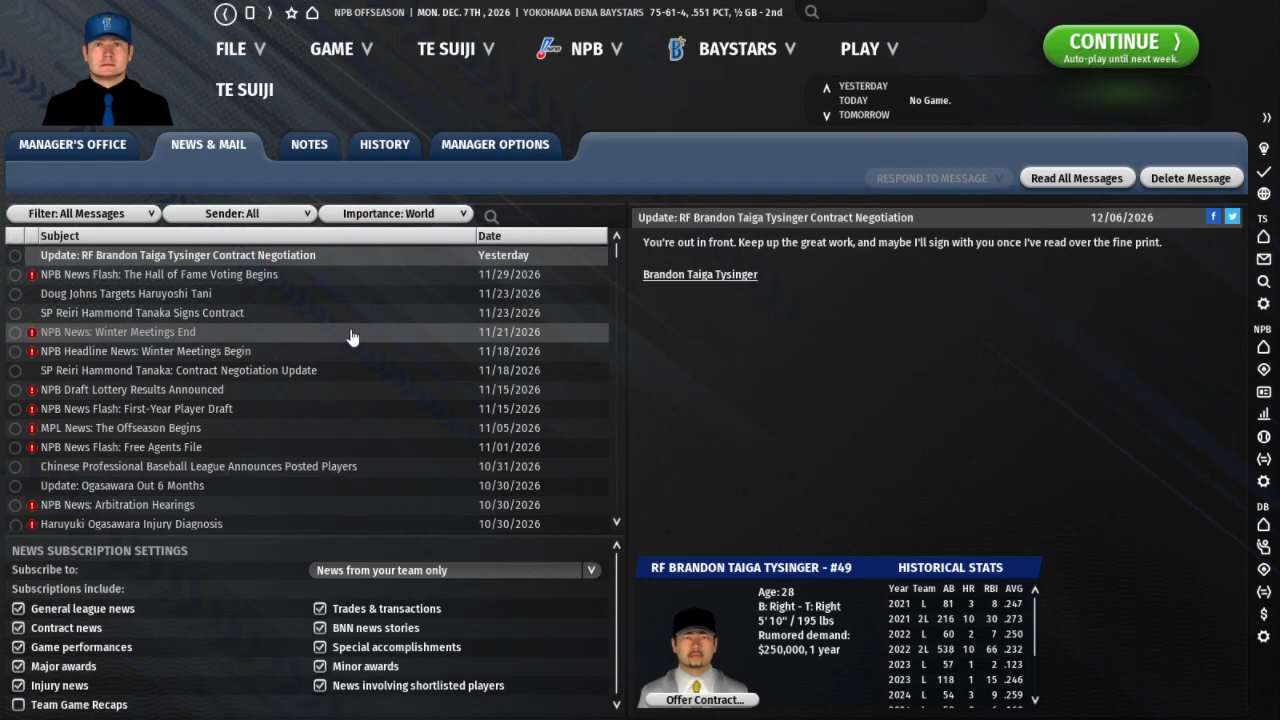 NPB OFFSEASON | MON. DEC. 7TH , 2026 | YOKOHAMA DENA BAYSTARS 75-61-4, .551 PCT, ½ GB - 2nd
FILE GAME TE SUIJI NPB BAYSTARS PLAY
CONTINUE
Auto-play until next week.
TE SUIJI
YESTERDAY
TODAY No Game.
TOMORROW
MANAGER'S OFFICE NEWS & MAIL NOTES HISTORY MANAGER OPTIONS
RESPOND TO MESSAGE Read All Messages Delete Message
Filter: All Messages Sender: All Importance: World
Subject Date
Update: RF Brandon Taiga Tysinger Contract Negotiation Yesterday
NPB News Flash: The Hall of Fame Voting Begins 11/29/2026
Doug Johns Targets Haruyoshi Tani 11/23/2026
SP Reiri Hammond Tanaka Signs Contract 11/23/2026
NPB News: Winter Meetings End 11/21/2026
NPB Headline News: Winter Meetings Begin 11/18/2026
SP Reiri Hammond Tanaka: Contract Negotiation Update 11/18/2026
NPB Draft Lottery Results Announced 11/15/2026
NPB News Flash: First-Year Player Draft 11/15/2026
MPL News: The Offseason Begins 11/05/2026
NPB News Flash: Free Agents File 11/01/2026
Chinese Professional Baseball League Announces Posted Players 10/31/2026
Update: Ogasawara Out 6 Months 10/30/2026
NPB News: Arbitration Hearings 10/30/2026
Haruyuki Ogasawara Injury Diagnosis 10/30/2026
NEWS SUBSCRIPTION SETTINGS
Subscribe to: News from your team only
Subscriptions include:
General league news Trades & transactions
Contract news BNN news stories
Game performances Special accomplishments
Major awards Minor awards
Injury news News involving shortlisted players
Team Game Recaps
Update: RF Brandon Taiga Tysinger Contract Negotiation 12/06/2026
You're out in front. Keep up the great work, and maybe I'll sign with you once I've read over the fine print.
Brandon Taiga Tysinger
RF BRANDON TAIGA TYSINGER - #49 HISTORICAL STATS
Age: 28
B: Right - T: Right
5' 10" / 195 lbs
Rumored demand:
$250,000, 1 year
Offer Contract...
Year Team AB HR RBI AVG
2021 L 81 3 8 .247
2021 2L 216 10 30 .273
2022 L 60 2 7 .250
2022 2L 538 10 66 .232
2023 L 57 1 2 .123
2023 L 118 1 15 .246
2024 L 54 3 9 .259
TS
NPB
DB